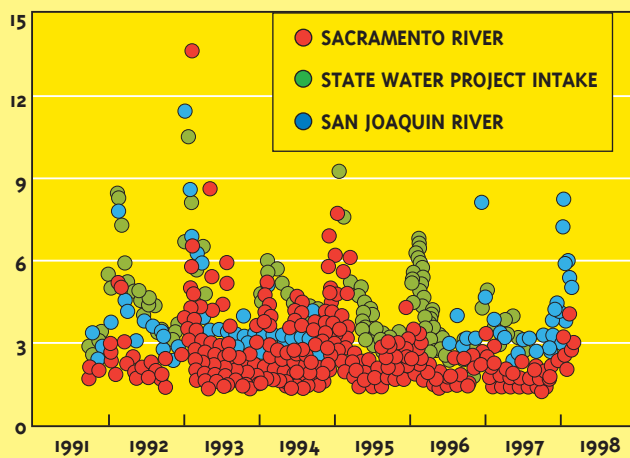 15
12
9
6
3
0
SACRAMENTO RIVER
STATE WATER PROJECT INTAKE
SAN JOAQUIN RIVER
1991 1992 1993 1994 1995 1996 1997 1998